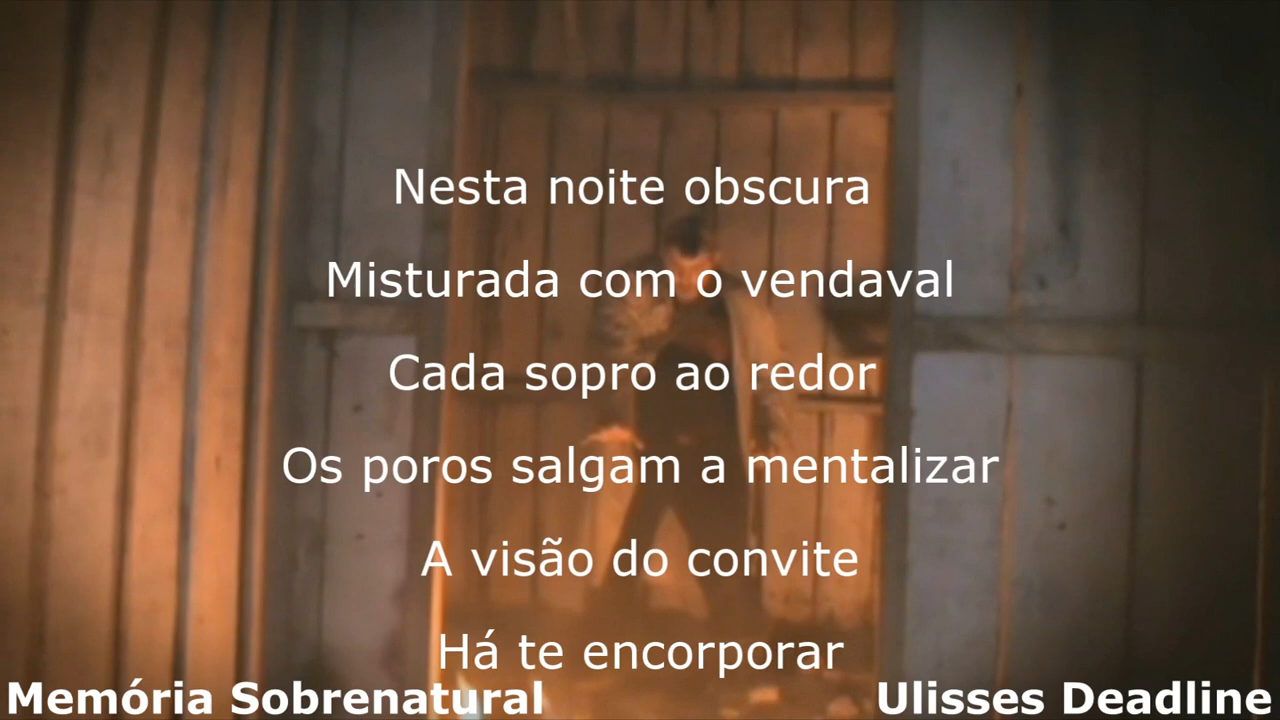 Nesta noite obscura
Misturada com o vendaval
Cada sopro ao redor
Os poros salgam a mentalizar
A visão do convite
Há te encorporar
Memória Sobrenatural
Ulisses Deadline